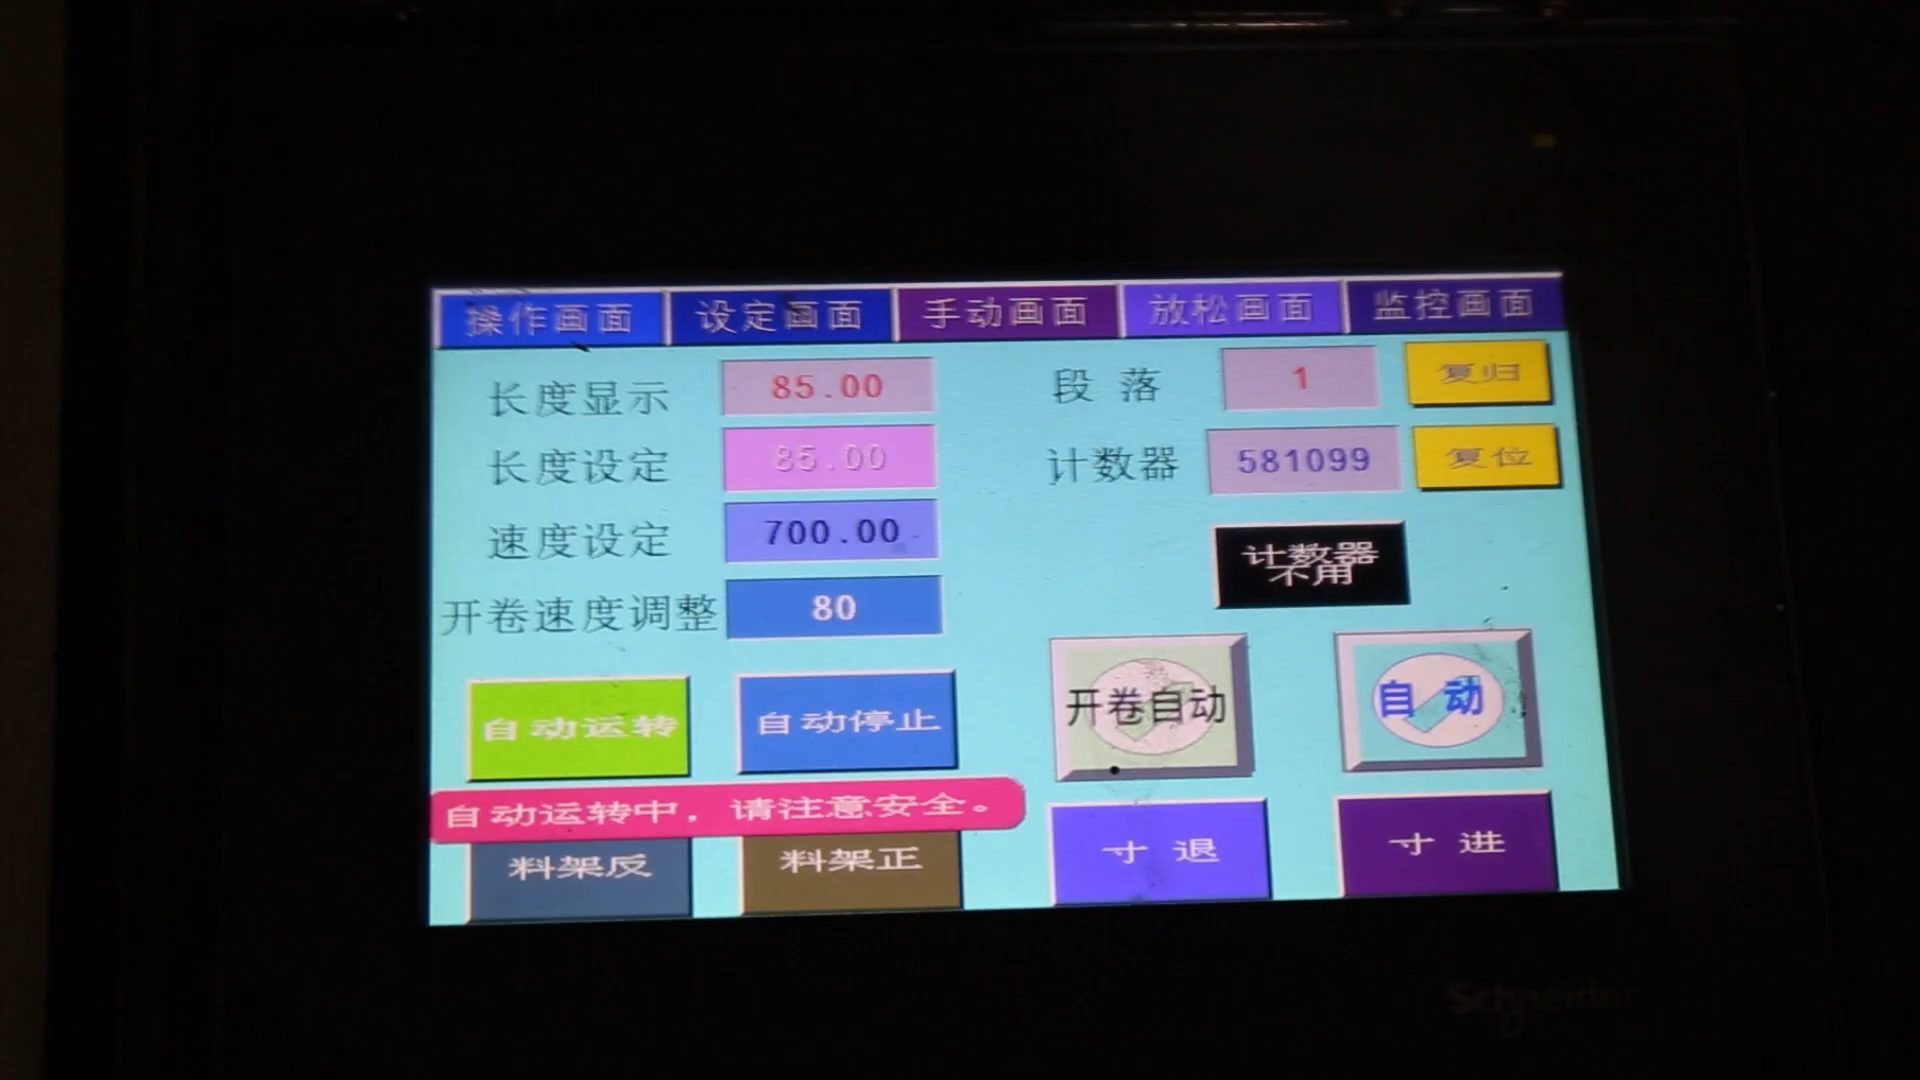 操作画面 设定画面 手动画面 放松画面 监控画面
长度显示 85.00 段 落 1 复归
长度设定 85.00 计数器 581099 复位
速度设定 700.00
计数器
不用
开卷速度调整 80
自动运转 自动停止 开卷自动 自 动
自动运转中，请注意安全。
料架反 料架正 寸 退 寸 进
Schneider